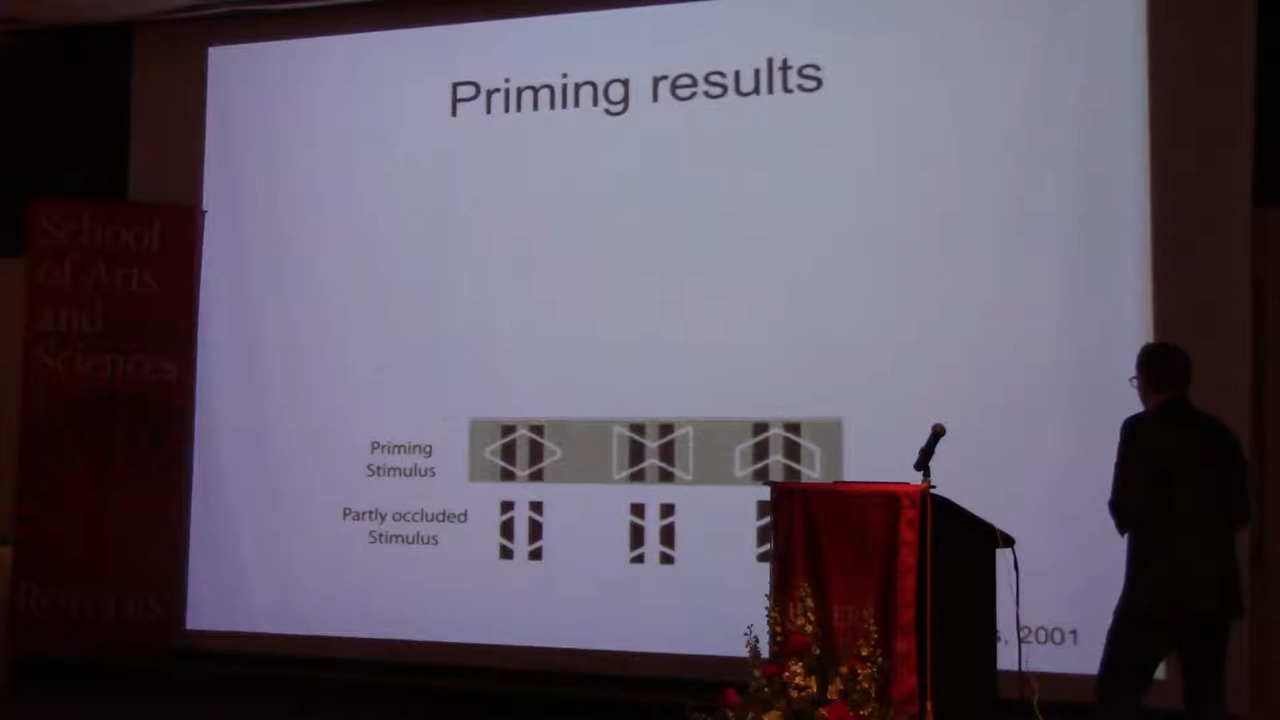 Priming results
School
of Arts
and
Sciences
Priming
Stimulus
Partly occluded
Stimulus
s, 2001